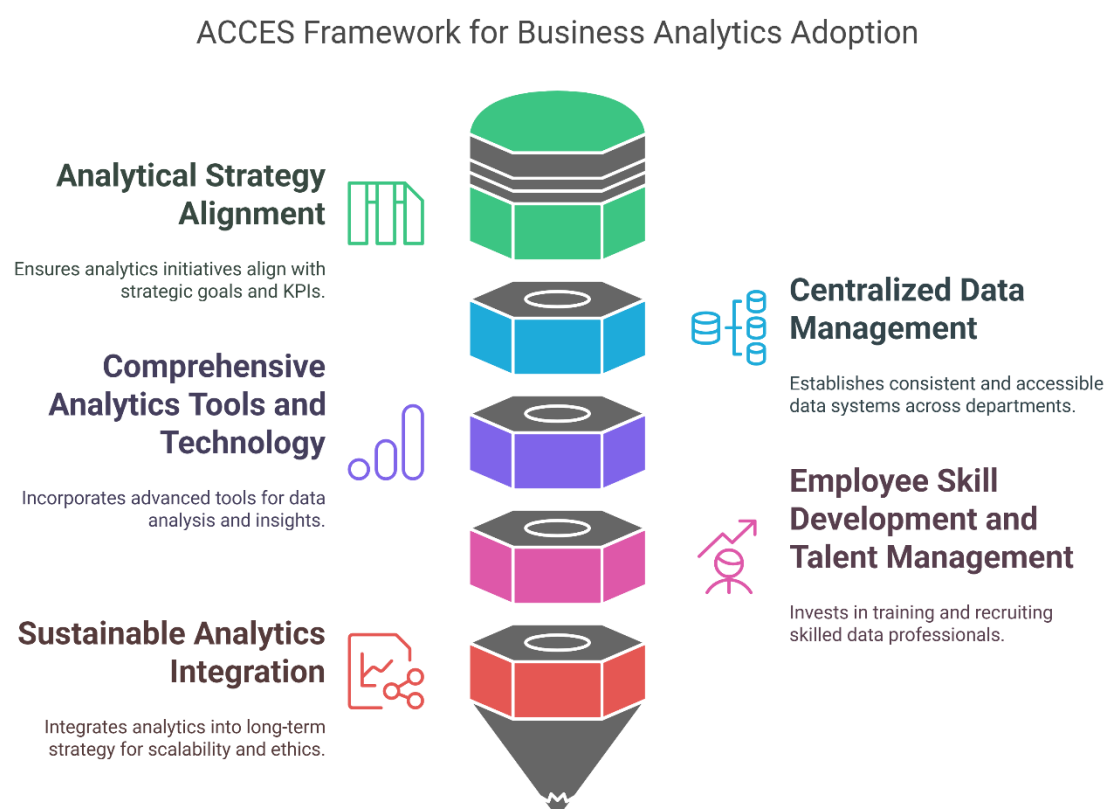 ACCES Framework for Business Analytics Adoption
Analytical Strategy
Alignment
Ensures analytics initiatives align with
strategic goals and KPIs.
Centralized Data
Management
Establishes consistent and accessible
data systems across departments.
Comprehensive
Analytics Tools and
Technology
Incorporates advanced tools for data
analysis and insights.
Employee Skill
Development and
Talent Management
Invests in training and recruiting
skilled data professionals.
Sustainable Analytics
Integration
Integrates analytics into long-term
strategy for scalability and ethics.